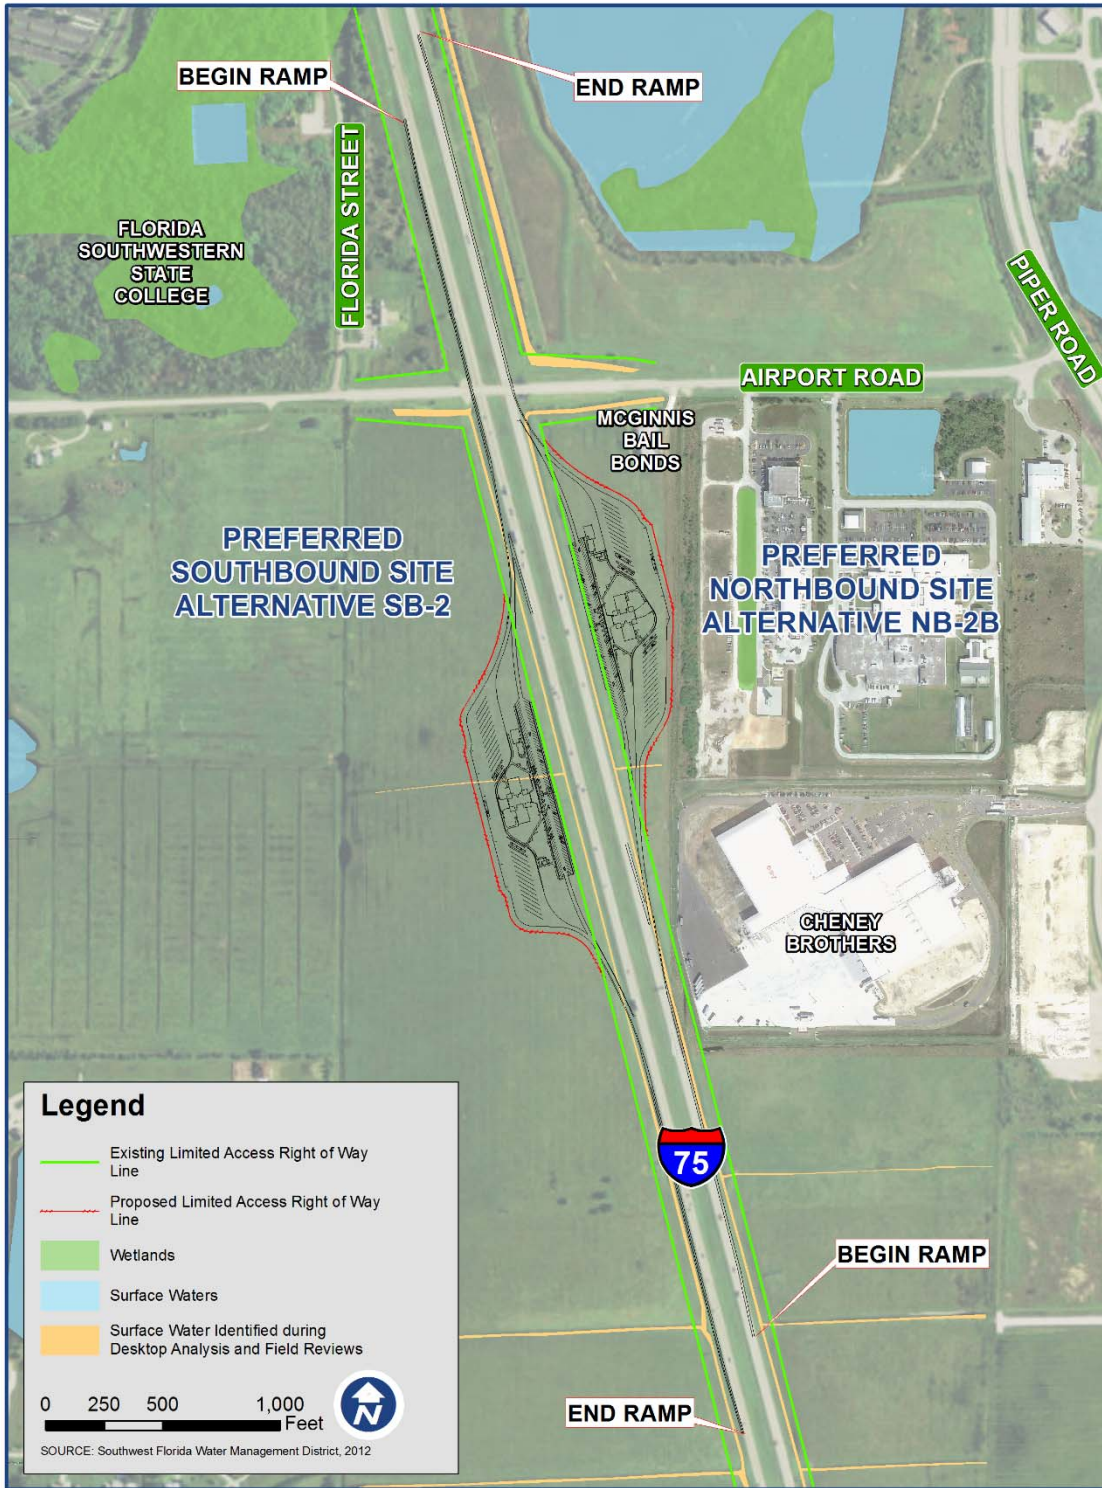 BEGIN RAMP
END RAMP
FLORIDA STREET
FLORIDA
SOUTHWESTERN
STATE
COLLEGE
PIPER ROAD
AIRPORT ROAD
MCGINNIS
BAIL
BONDS
PREFERRED
SOUTHBOUND SITE
ALTERNATIVE SB-2
PREFERRED
NORTHBOUND SITE
ALTERNATIVE NB-2B
CHENEY
BROTHERS
75
BEGIN RAMP
END RAMP
Legend
Existing Limited Access Right of Way
Line
Proposed Limited Access Right of Way
Line
Wetlands
Surface Waters
Surface Water Identified during
Desktop Analysis and Field Reviews
0 250 500 1,000
Feet
N
SOURCE: Southwest Florida Water Management District, 2012